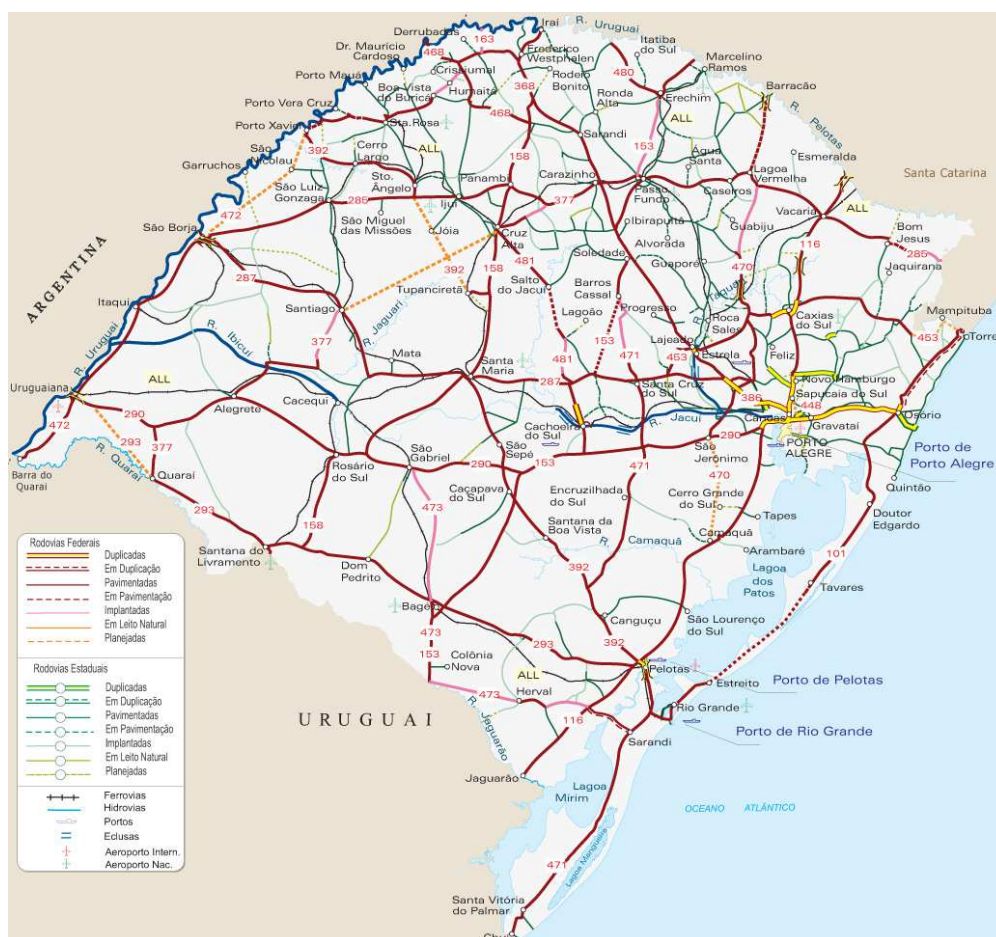 Iraí
R. Uruguai
Derrubadas
163
Dr. Maurício
Cardoso
468
Frederico
Westphalen
Itatiba
do Sul
Marcelino
Ramos
Porto Mauá
Crissiumal
Boa Vista
do Buricá
Humaitá
368
Rodeio
Bonito
480
Ronda
Alta
Erechim
Barracão
Porto Vera Cruz
468
ALL
R. Pelotas
Porto Xavier
Sta. Rosa
Sarandi
392
ALL
153
Água
Santa
Esmeralda
São
Nicolau
Cerro
Largo
158
Garruchos
Sto.
Ângelo
Panambi
Carazinho
Lagoa
Vermelha
Santa Catarina
São Luiz
Gonzaga
285
Ijuí
377
Passo
Fundo
Caseiros
ALL
472
São Miguel
das Missões
Jóia
Ibirapuitã
Guabiju
Vacaria
Bom
Jesus
São Borja
Cruz
Alta
Alvorada
116
ARGENTINA
392
158
481
Soledade
Guaporé
285
287
Tupanciretã
Salto
do Jacuí
Barros
Cassal
470
Jaquirana
Itaqui
Santiago
R. Jaguari
Progresso
R. Taquari
Mampituba
R. Uruguai
R. Ibicuí
Lagoão
Roca
Sales
Caxias
do Sul
377
153
453
Torres
Mata
Lajeado
Estrela
Feliz
Santa
Maria
481
471
453
Uruguaiana
ALL
287
Santa Cruz
do Sul
Novo Hamburgo
386
Sapucaia do Sul
Alegrete
Cacequi
448
472
290
Cachoeira
do Sul
R. Jacuí
Canoas
Gravataí
Osório
293
377
São
Gabriel
São
Sepé
290
PORTO
ALEGRE
Porto de
Porto Alegre
R. Quaraí
Barra do
Quarai
Quaraí
Rosário
do Sul
290
153
São
Jerônimo
471
470
Quintão
473
Caçapava
do Sul
Encruzilhada
do Sul
Cerro Grande
do Sul
293
Doutor
Edgardo
158
Tapes
Santana da
Boa Vista
R. Camaquã
Camaquã
Santana do
Livramento
Arambaré
101
Dom
Pedrito
392
Lagoa
dos
Patos
Tavares
Bagé
Canguçu
São Lourenço
do Sul
473
293
392
153
Colônia
Nova
Pelotas
Porto de Pelotas
ALL
Estreito
473
Herval
Rio Grande
URUGUAI
R. Jaguarão
116
Porto de Rio Grande
Sarandi
Jaguarão
Lagoa
Mirim
OCEANO ATLÂNTICO
Lagoa Mangueira
471
Santa Vitória
do Palmar
Chuí
Rodovias Federais
Duplicadas
Em Duplicação
Pavimentadas
Em Pavimentação
Implantadas
Em Leito Natural
Planejadas
Rodovias Estaduais
Duplicadas
Em Duplicação
Pavimentadas
Em Pavimentação
Implantadas
Em Leito Natural
Planejadas
Ferrovias
Hidrovias
Portos
Eclusas
Aeroporto Intern.
Aeroporto Nac.